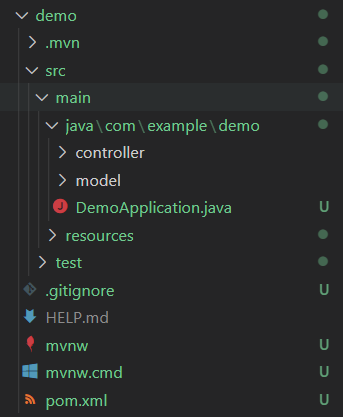 demo
.mvn
src
main
java\com\example\demo
controller
model
DemoApplication.java U
resources
test
.gitignore U
HELP.md
mvnw U
mvnw.cmd U
pom.xml U